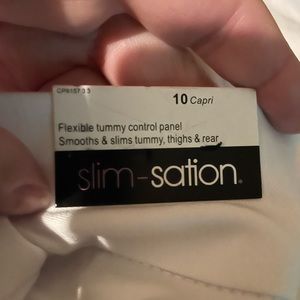 10 Capri
Flexible tummy control panel
Smooths & slims tummy, thighs & rear
slim-sation®